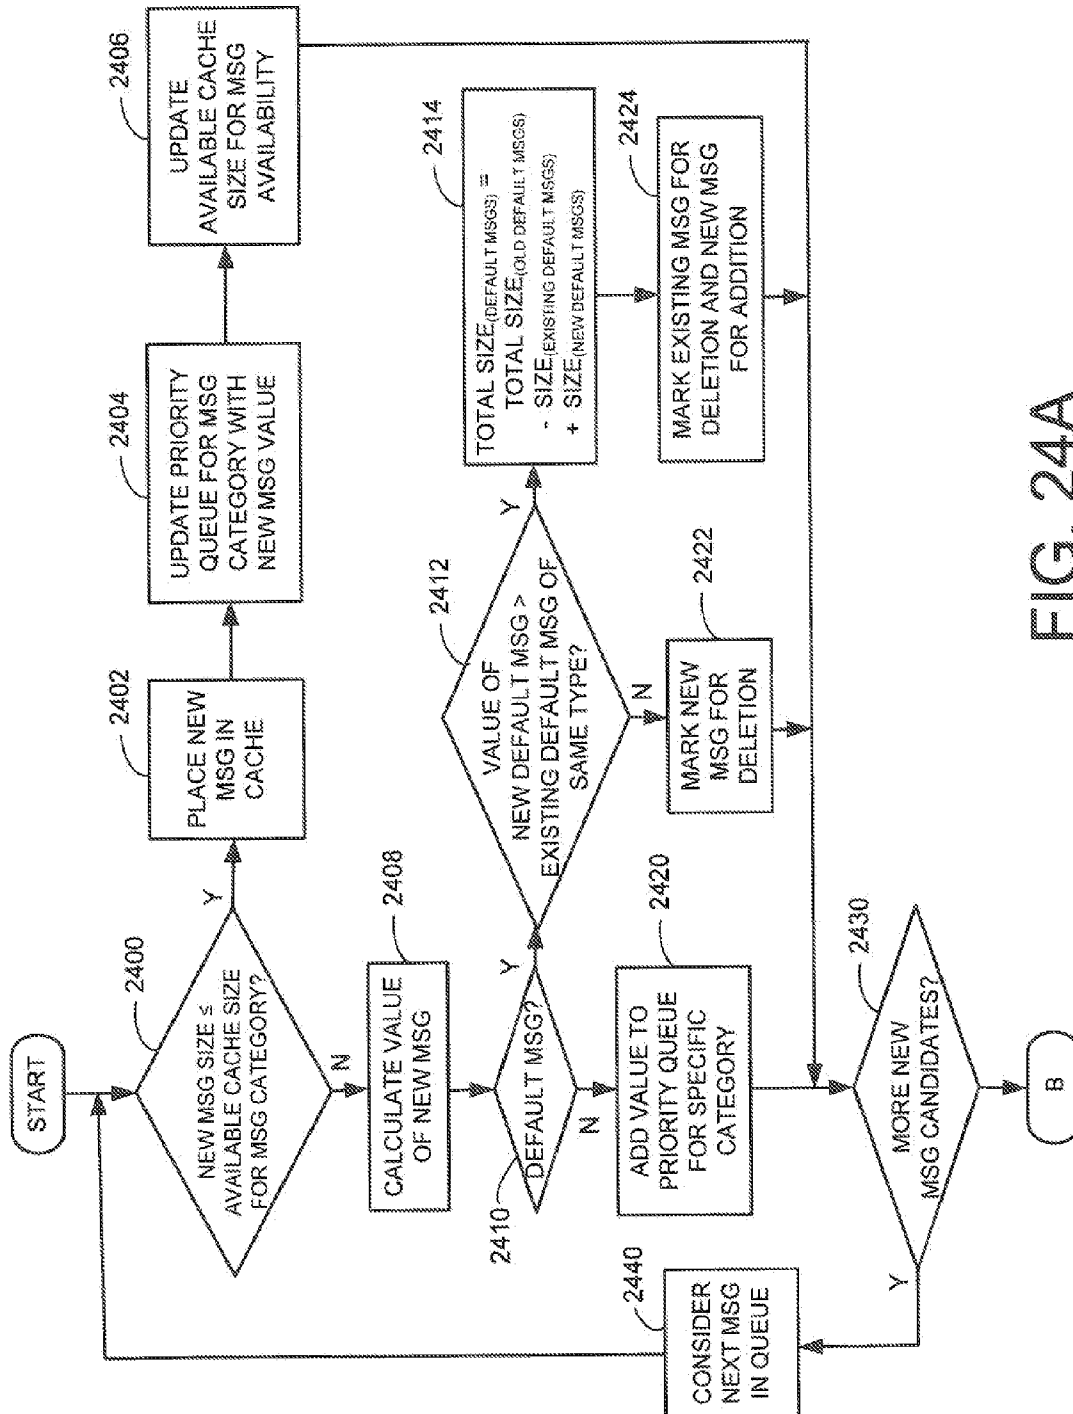 START
2400
NEW MSG SIZE ≤
AVAILABLE CACHE SIZE
FOR MSG CATEGORY?
Y
N
2402
PLACE NEW
MSG IN
CACHE
2404
UPDATE PRIORITY
QUEUE FOR MSG
CATEGORY WITH
NEW MSG VALUE
2406
UPDATE
AVAILABLE CACHE
SIZE FOR MSG
AVAILABILITY
2408
CALCULATE VALUE
OF NEW MSG
2410
DEFAULT MSG?
Y
N
2412
VALUE OF
NEW DEFAULT MSG >
EXISTING DEFAULT MSG OF
SAME TYPE?
Y
N
2414
TOTAL SIZE(DEFAULT MSGS) =
TOTAL SIZE(OLD DEFAULT MSGS)
- SIZE(EXISTING DEFAULT MSGS)
+ SIZE(NEW DEFAULT MSGS)
2420
ADD VALUE TO
PRIORITY QUEUE
FOR SPECIFIC
CATEGORY
2422
MARK NEW
MSG FOR
DELETION
2424
MARK EXISTING MSG FOR
DELETION AND NEW MSG
FOR ADDITION
2430
MORE NEW
MSG CANDIDATES?
Y
2440
CONSIDER
NEXT MSG
IN QUEUE
B
FIG. 24A